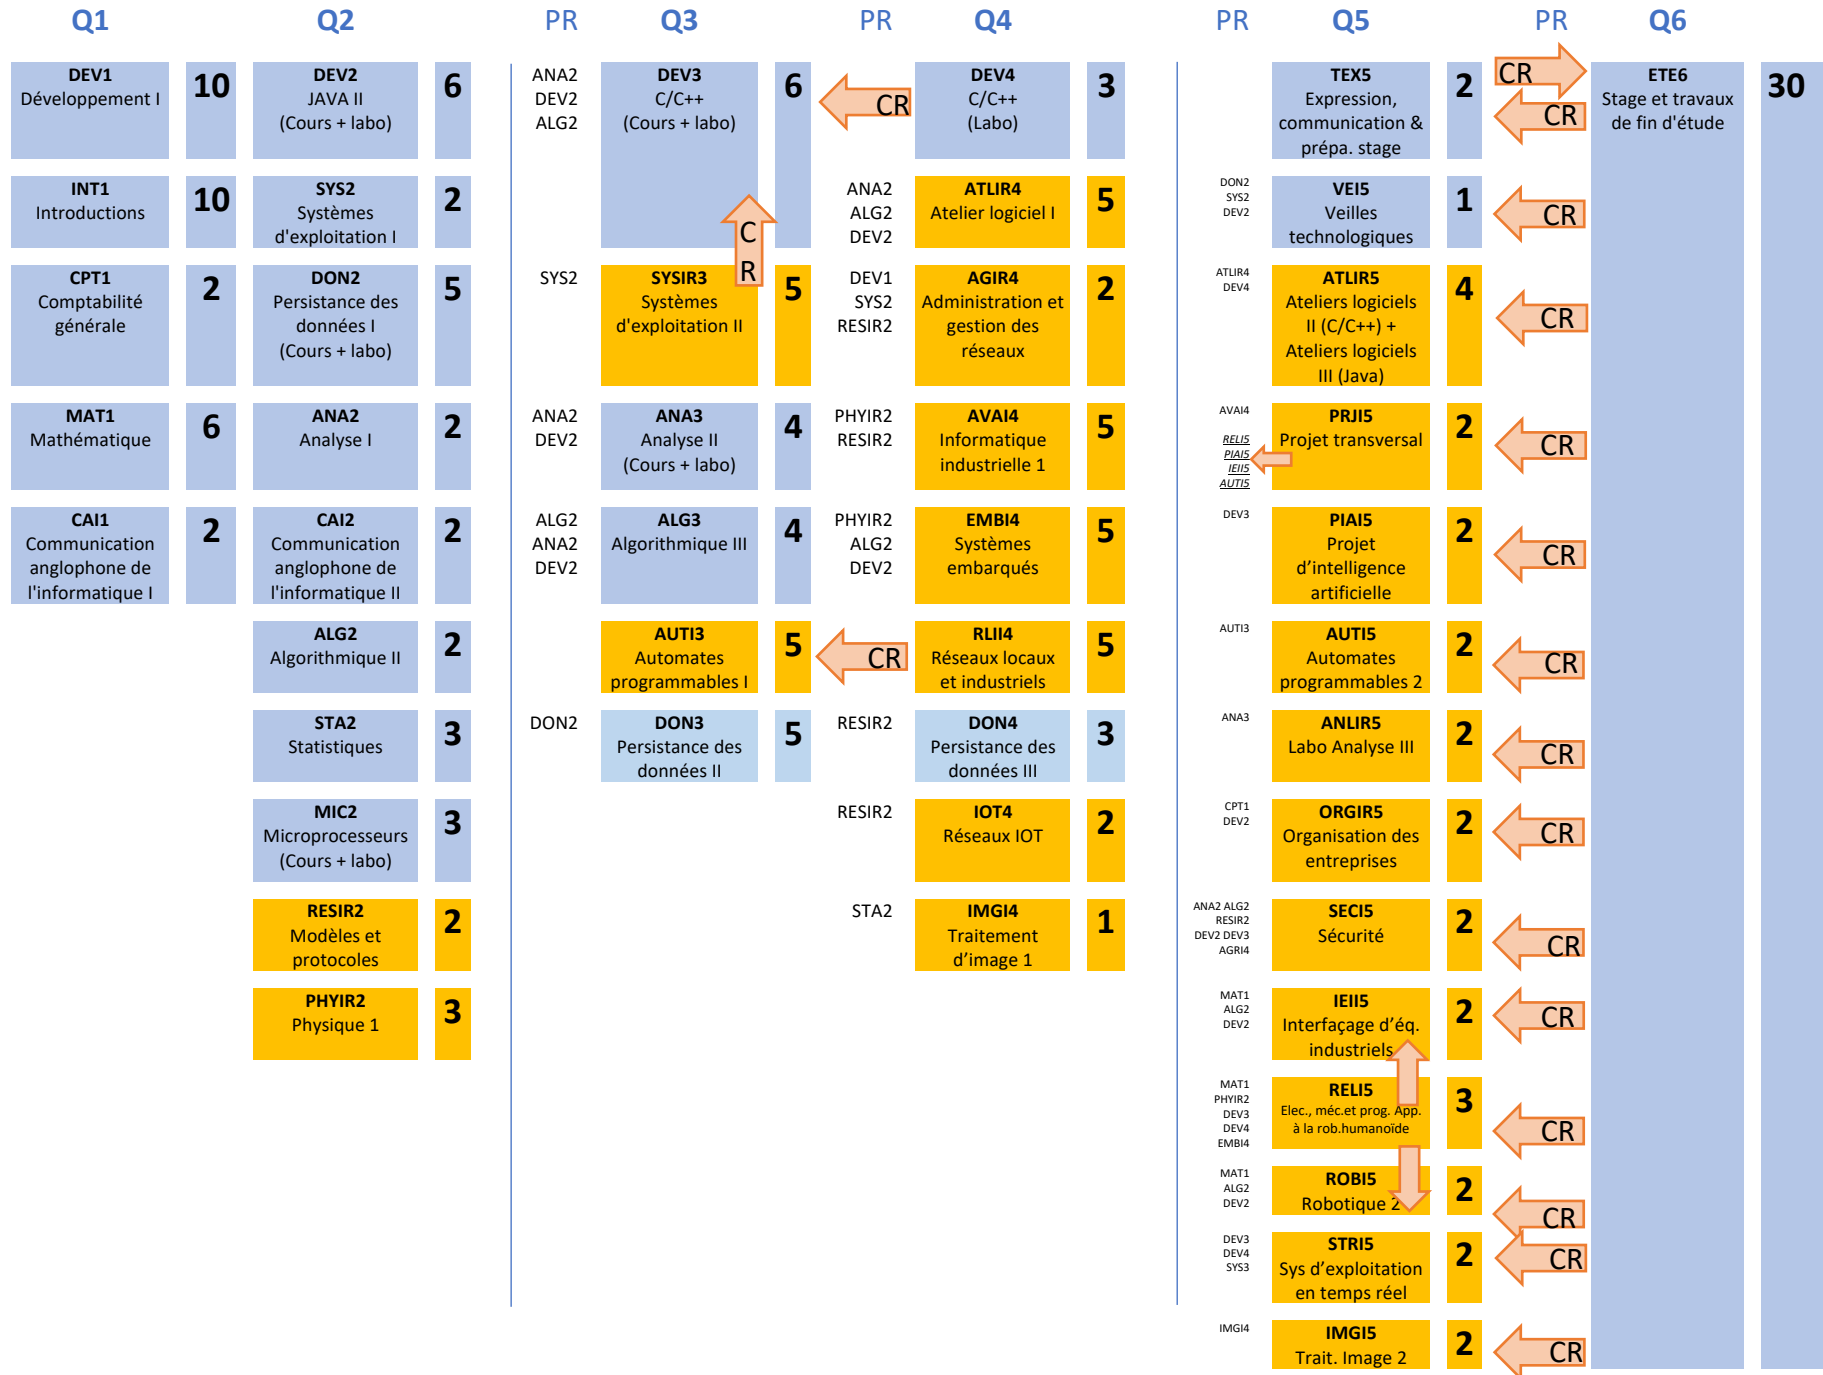 Q1
Q2
PR
Q3
PR
Q4
PR
Q5
PR
Q6
DEV1
Développement I
10
INT1
Introductions
10
CPT1
Comptabilité
générale
2
MAT1
Mathématique
6
CAI1
Communication
anglophone de
l'informatique I
2
DEV2
JAVA II
(Cours + labo)
6
SYS2
Systèmes
d'exploitation I
2
DON2
Persistance des
données I
(Cours + labo)
5
ANA2
Analyse I
2
CAI2
Communication
anglophone de
l'informatique II
2
ALG2
Algorithmique II
2
STA2
Statistiques
3
MIC2
Microprocesseurs
(Cours + labo)
3
RESIR2
Modèles et
protocoles
2
PHYIR2
Physique 1
3
ANA2
DEV2
ALG2
DEV3
C/C++
(Cours + labo)
6
CR
C
R
SYS2
SYSIR3
Systèmes
d'exploitation II
5
ANA2
DEV2
ANA3
Analyse II
(Cours + labo)
4
ALG2
ANA2
DEV2
ALG3
Algorithmique III
4
AUTI3
Automates
programmables I
5
CR
DON2
DON3
Persistance des
données II
5
DEV4
C/C++
(Labo)
3
ANA2
ALG2
DEV2
ATLIR4
Atelier logiciel I
5
DEV1
SYS2
RESIR2
AGIR4
Administration et
gestion des
réseaux
2
PHYIR2
RESIR2
AVAI4
Informatique
industrielle 1
5
PHYIR2
ALG2
DEV2
EMBI4
Systèmes
embarqués
5
RLII4
Réseaux locaux
et industriels
5
RESIR2
DON4
Persistance des
données III
3
RESIR2
IOT4
Réseaux IOT
2
STA2
IMGI4
Traitement
d’image 1
1
TEX5
Expression,
communication &
prépa. stage
2
CR
CR
DON2
SYS2
DEV2
VEI5
Veilles
technologiques
1
CR
ATLIR4
DEV4
ATLIR5
Ateliers logiciels
II (C/C++) +
Ateliers logiciels
III (Java)
4
CR
AVAI4
RELI5
PIAI5
IEII5
AUTI5
PRJI5
Projet transversal
2
CR
DEV3
PIAI5
Projet
d’intelligence
artificielle
2
CR
AUTI3
AUTI5
Automates
programmables 2
2
CR
ANA3
ANLIR5
Labo Analyse III
2
CR
CPT1
DEV2
ORGIR5
Organisation des
entreprises
2
CR
ANA2 ALG2
RESIR2
DEV2 DEV3
AGRI4
SECI5
Sécurité
2
CR
MAT1
ALG2
DEV2
IEII5
Interfaçage d’éq.
industriels
2
CR
MAT1
PHYIR2
DEV3
DEV4
EMBI4
RELI5
Elec., méc.et prog. App.
à la rob.humanoïde
3
CR
MAT1
ALG2
DEV2
ROBI5
Robotique 2
2
CR
DEV3
DEV4
SYS3
STRI5
Sys d’exploitation
en temps réel
2
CR
IMGI4
IMGI5
Trait. Image 2
2
CR
ETE6
Stage et travaux
de fin d'étude
30